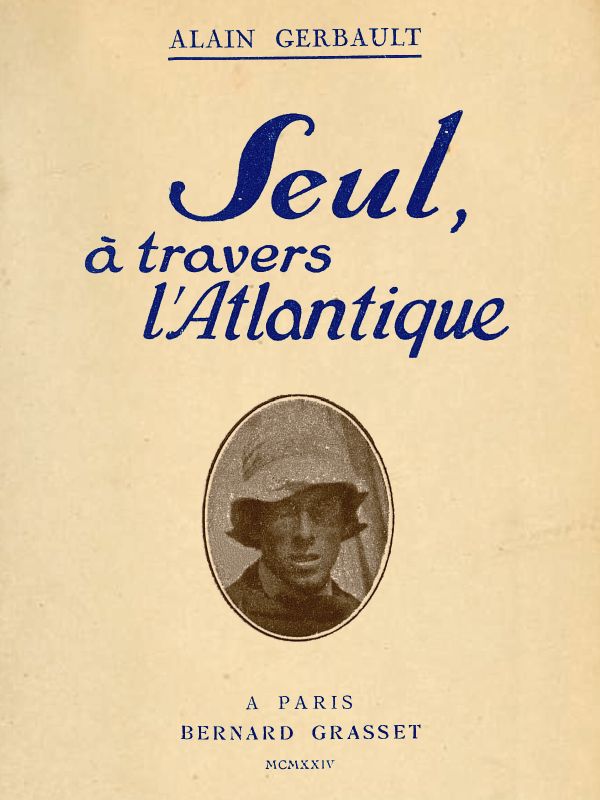 ALAIN GERBAULT
Seul,
à travers
l'Atlantique
A PARIS
BERNARD GRASSET
MCMXXIV